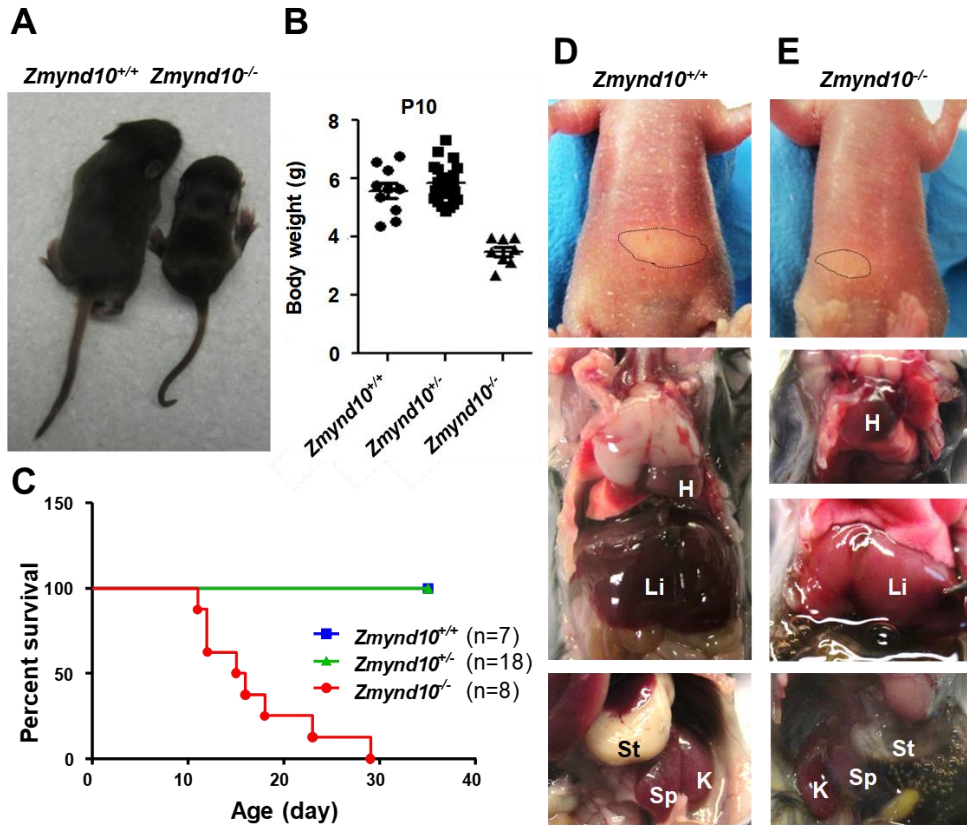 A
Zmynd10+/+ Zmynd10-/-
B
P10
Body weight (g)
8
6
4
2
0
Zmynd10+/+
Zmynd10+/-
Zmynd10-/-
C
Percent survival
150
100
50
0
0 10 20 30 40
Age (day)
Zmynd10+/+ (n=7)
Zmynd10+/- (n=18)
Zmynd10-/- (n=8)
D
Zmynd10+/+
H
Li
St
Sp
K
E
Zmynd10-/-
H
Li
St
K
Sp